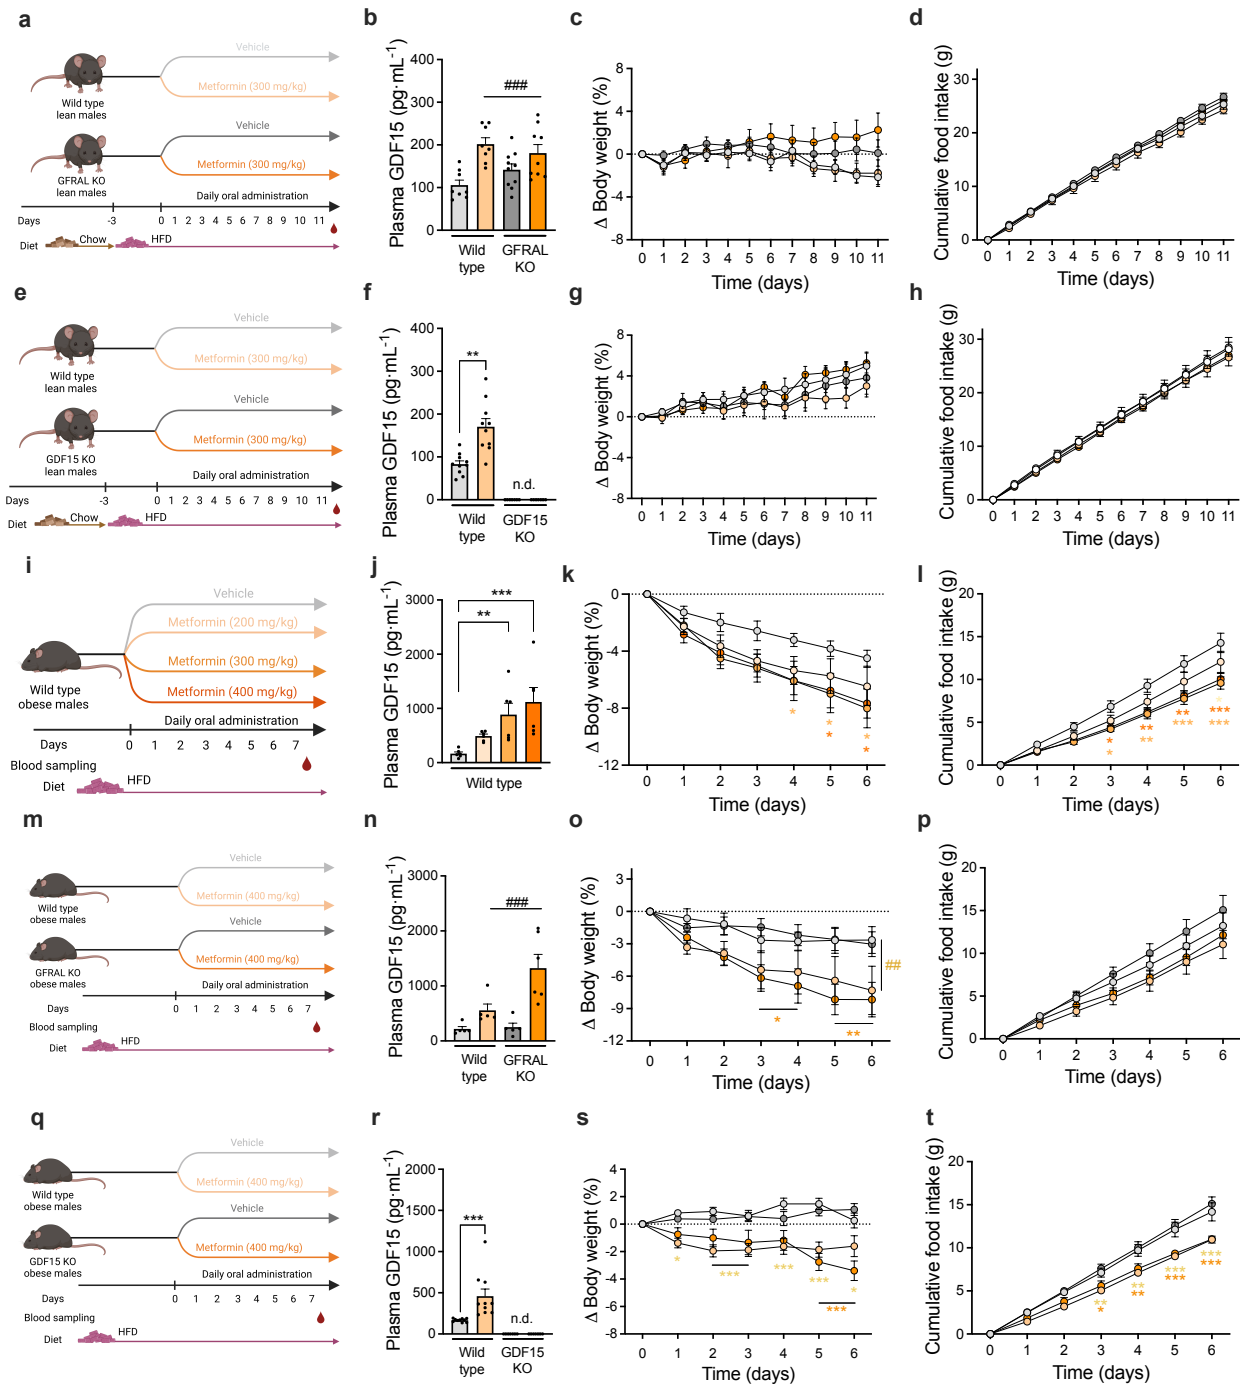 a
Vehicle
Metformin (300 mg/kg)
Wild type
lean males
Vehicle
Metformin (300 mg/kg)
GFRAL KO
lean males
Daily oral administration
Days
-3 0 1 2 3 4 5 6 7 8 9 10 11
Diet
Chow
HFD
b
Plasma GDF15 (pg·mL⁻¹)
400
300
200
100
0
###
Wild
type
GFRAL
KO
c
Δ Body weight (%)
8
4
0
-4
-8
0 1 2 3 4 5 6 7 8 9 10 11
Time (days)
d
Cumulative food intake (g)
30
20
10
0
0 1 2 3 4 5 6 7 8 9 10 11
Time (days)
e
Vehicle
Metformin (300 mg/kg)
Wild type
lean males
Vehicle
Metformin (300 mg/kg)
GDF15 KO
lean males
Daily oral administration
Days
-3 0 1 2 3 4 5 6 7 8 9 10 11
Diet
Chow
HFD
f
Plasma GDF15 (pg·mL⁻¹)
400
300
200
100
0
**
n.d.
Wild
type
GDF15
KO
g
Δ Body weight (%)
8
4
0
-4
-8
0 1 2 3 4 5 6 7 8 9 10 11
Time (days)
h
Cumulative food intake (g)
30
20
10
0
0 1 2 3 4 5 6 7 8 9 10 11
Time (days)
i
Vehicle
Metformin (200 mg/kg)
Metformin (300 mg/kg)
Metformin (400 mg/kg)
Wild type
obese males
Daily oral administration
Days
0 1 2 3 4 5 6 7
Blood sampling
Diet
HFD
j
Plasma GDF15 (pg·mL⁻¹)
3000
2000
1000
0
***
**
Wild type
k
Δ Body weight (%)
0
-4
-8
-12
* * * * *
0 1 2 3 4 5 6
Time (days)
l
Cumulative food intake (g)
20
15
10
5
0
* ** ** ***
* ** *** ***
0 1 2 3 4 5 6
Time (days)
m
Vehicle
Metformin (400 mg/kg)
Wild type
obese males
Vehicle
Metformin (400 mg/kg)
GFRAL KO
obese males
Daily oral administration
Days
0 1 2 3 4 5 6 7
Blood sampling
Diet
HFD
n
Plasma GDF15 (pg·mL⁻¹)
3000
2000
1000
0
###
Wild
type
GFRAL
KO
o
Δ Body weight (%)
3
0
-3
-6
-9
-12
##
* **
0 1 2 3 4 5 6
Time (days)
p
Cumulative food intake (g)
20
15
10
5
0
0 1 2 3 4 5 6
Time (days)
q
Vehicle
Metformin (400 mg/kg)
Wild type
obese males
Vehicle
Metformin (400 mg/kg)
GDF15 KO
obese males
Daily oral administration
Days
0 1 2 3 4 5 6 7
Blood sampling
Diet
HFD
r
Plasma GDF15 (pg·mL⁻¹)
2000
1500
1000
500
0
***
n.d.
Wild
type
GDF15
KO
s
Δ Body weight (%)
4
2
0
-2
-4
-6
-8
* *** *** *** *
***
0 1 2 3 4 5 6
Time (days)
t
Cumulative food intake (g)
20
15
10
5
0
** ** *** ***
* ** *** ***
0 1 2 3 4 5 6
Time (days)